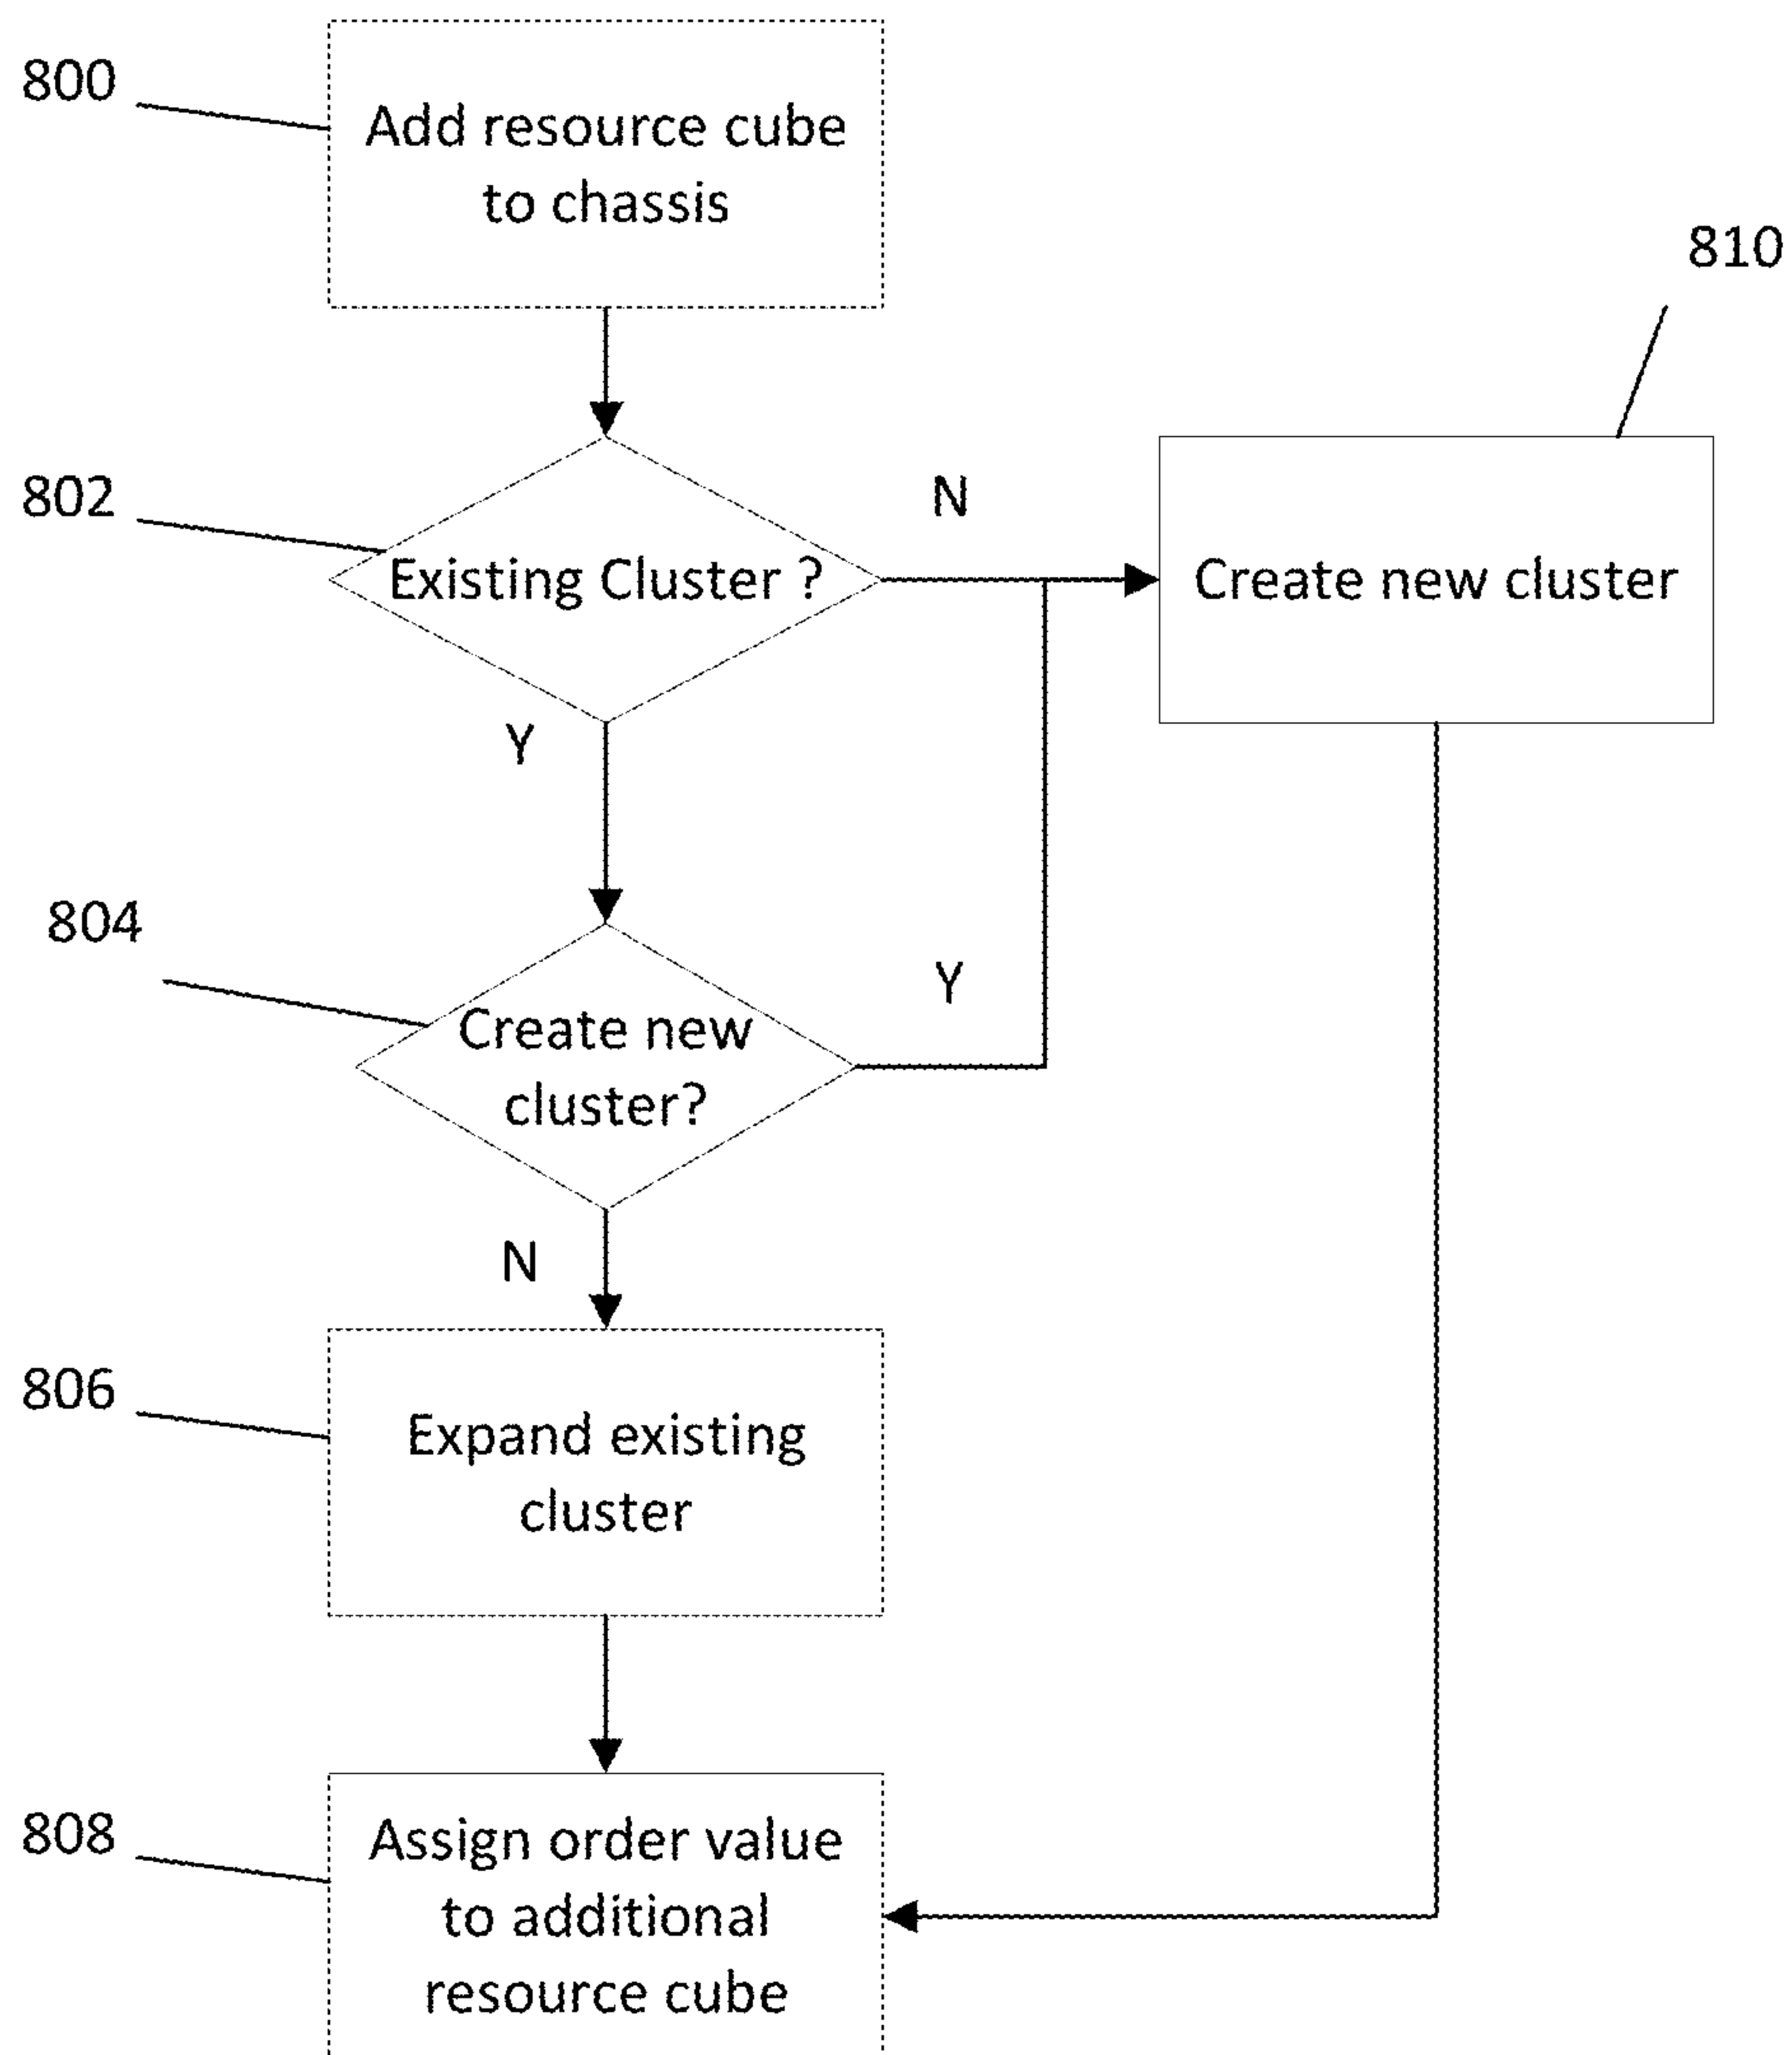 800
Add resource cube
to chassis
810
802
N
Existing Cluster ?
Create new cluster
Y
804
Y
Create new
cluster?
N
806
Expand existing
cluster
808
Assign order value
to additional
resource cube